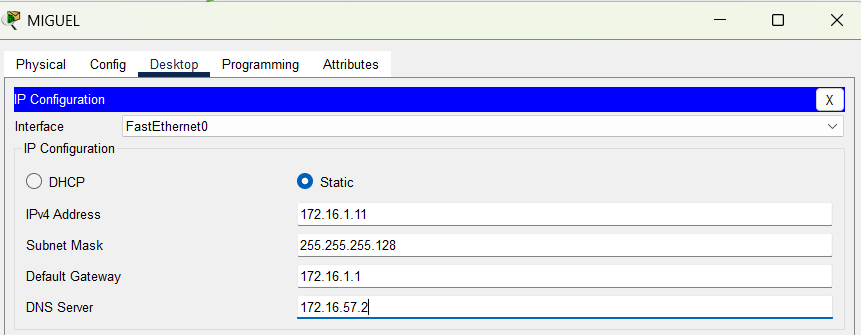 MIGUEL
Physical Config Desktop Programming Attributes
IP Configuration X
Interface FastEthernet0
IP Configuration
DHCP Static
IPv4 Address 172.16.1.11
Subnet Mask 255.255.255.128
Default Gateway 172.16.1.1
DNS Server 172.16.57.2